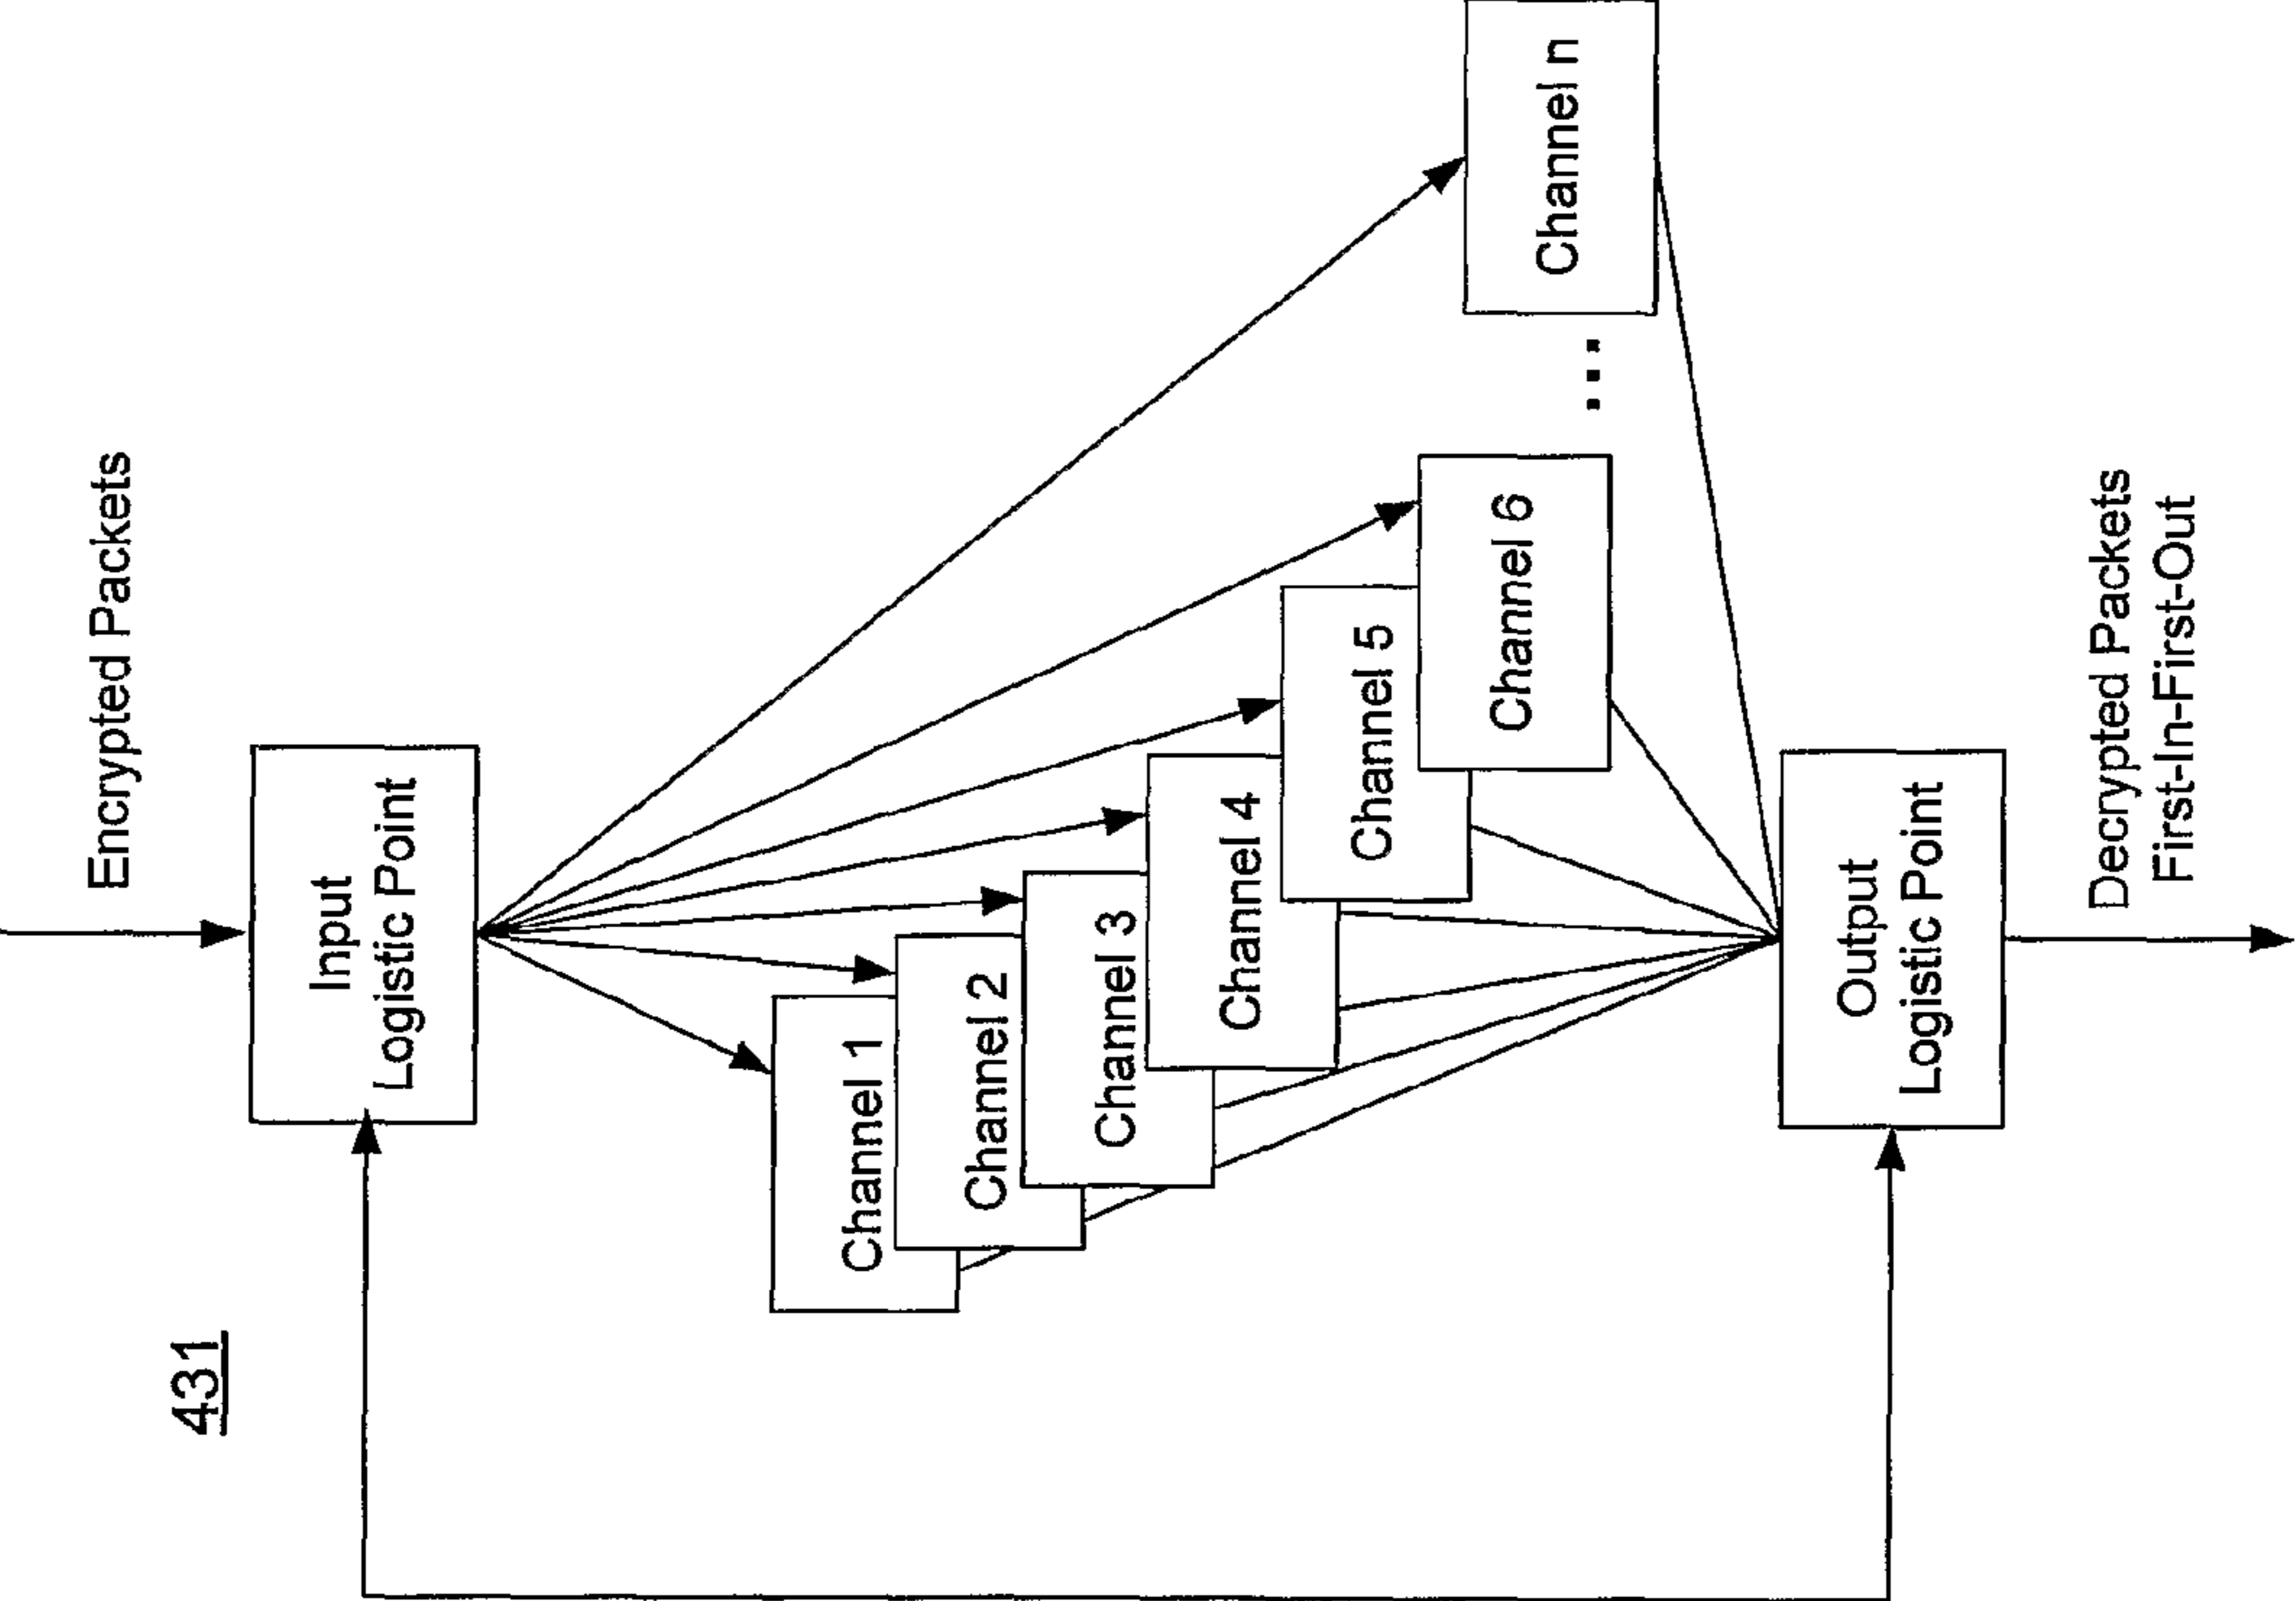 431
Encrypted Packets
Input
Logistic Point
Channel 1
Channel 2
Channel 3
Channel 4
Channel 5
Channel 6
...
Channel n
Output
Logistic Point
Decrypted Packets
First-In-First-Out